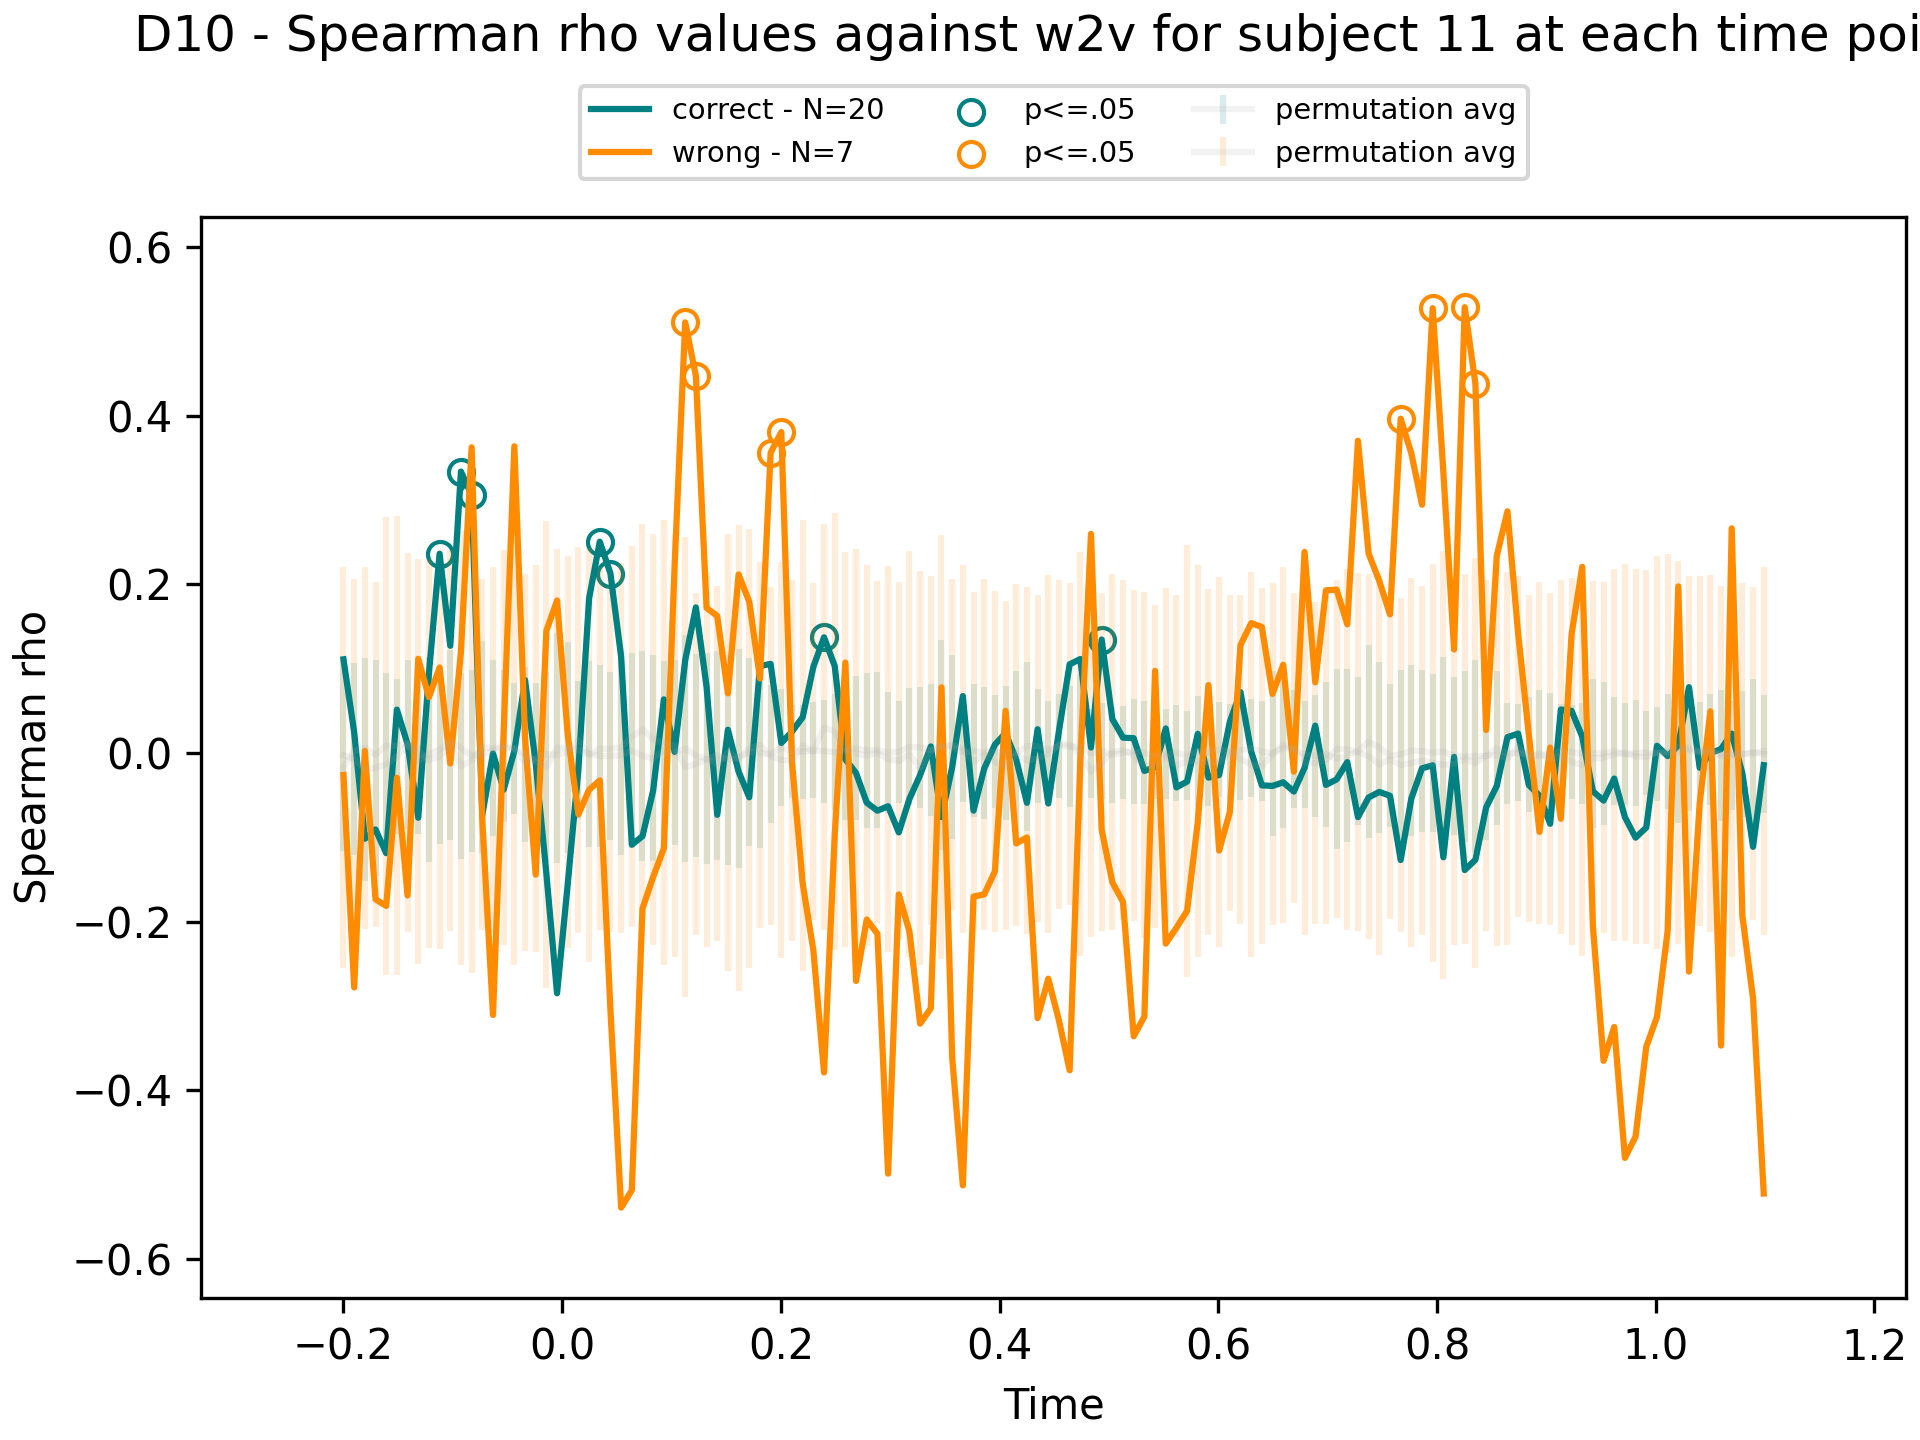 D10 - Spearman rho values against w2v for subject 11 at each time poi
correct - N=20
wrong - N=7
p<=.05
p<=.05
permutation avg
permutation avg
0.6
0.4
0.2
0.0
−0.2
−0.4
−0.6
Spearman rho
−0.2 0.0 0.2 0.4 0.6 0.8 1.0 1.2
Time